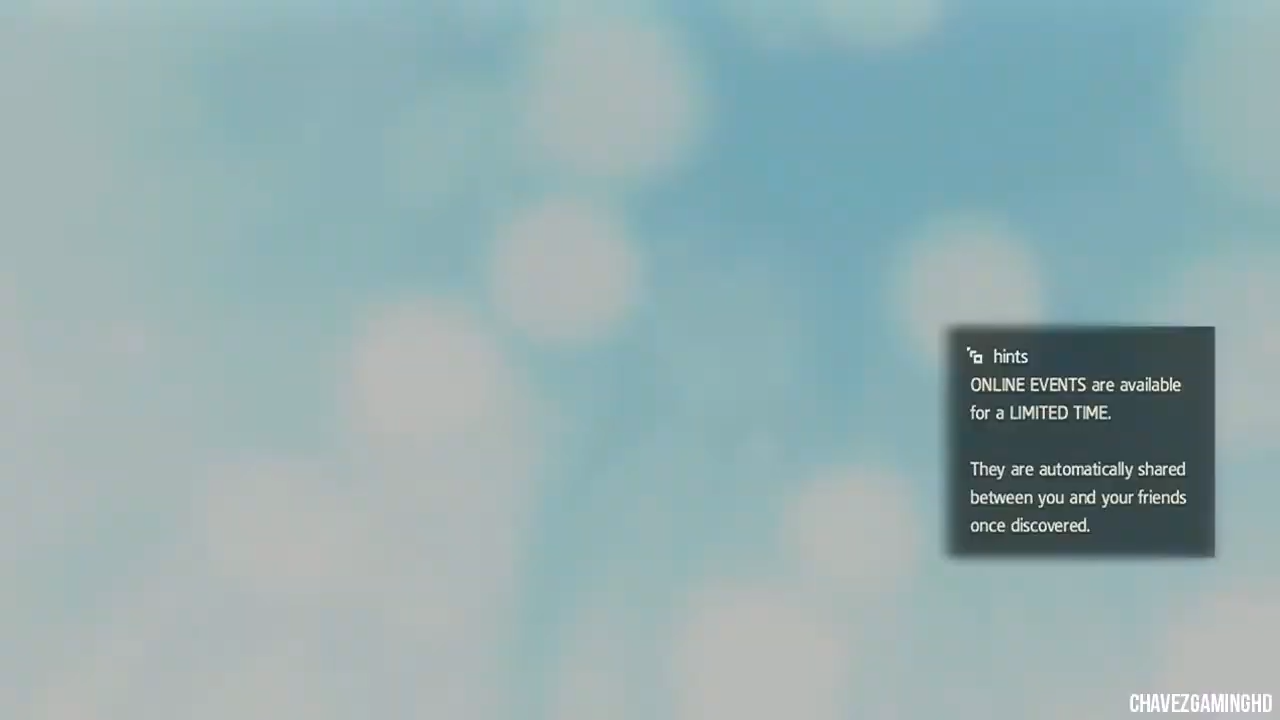 hints
ONLINE EVENTS are available
for a LIMITED TIME.
They are automatically shared
between you and your friends
once discovered.
CHAVEZGAMINGHD